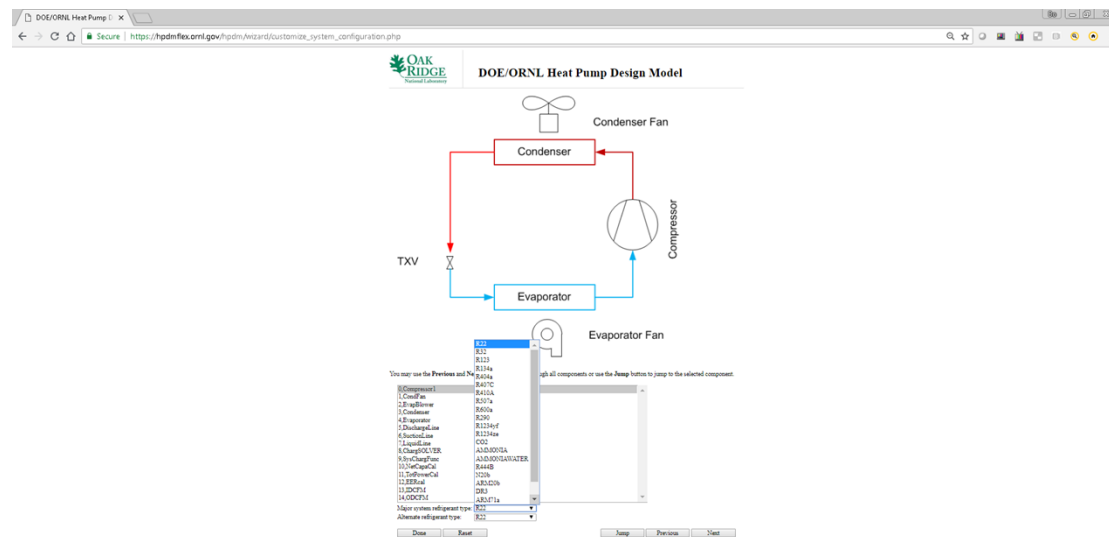 DOE/ORNL Heat Pump D
Secure | https://hpdmflex.ornl.gov/hpdm/wizard/customize_system_configuration.php
OAK
RIDGE
National Laboratory
DOE/ORNL Heat Pump Design Model
Condenser Fan
Condenser
Compressor
TXV
Evaporator
Evaporator Fan
You may use the Previous and Ne
ugh all components or use the Jump button to jump to the selected component.
0,Compressor1
1,CondFan
2,EvapBlower
3,Condenser
4,Evaporator
5,DischargeLine
6,SuctionLine
7,LiquidLine
8,ChargSOLVER
9,SysChargFunc
10,NetCapaCal
11,TotPowerCal
12,EERcal
13,IDCFM
14,ODCFM
R22
R32
R123
R134a
R404a
R407C
R410A
R507a
R600a
R290
R1234yf
R1234ze
CO2
AMMONIA
AMMONIAWATER
R444B
N20b
ARM20b
DR5
ARM71a
Major system refrigerant type: R22
Alternate refrigerant type: R22
Done Reset Jump Previous Next